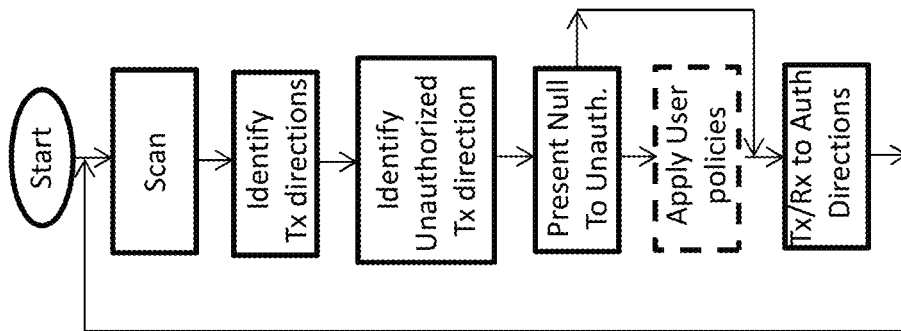 Start
Scan
Identify
Tx directions
Identify
Unauthorized
Tx direction
Present Null
To Unauth.
Apply User
policies
Tx/Rx to Auth
Directions